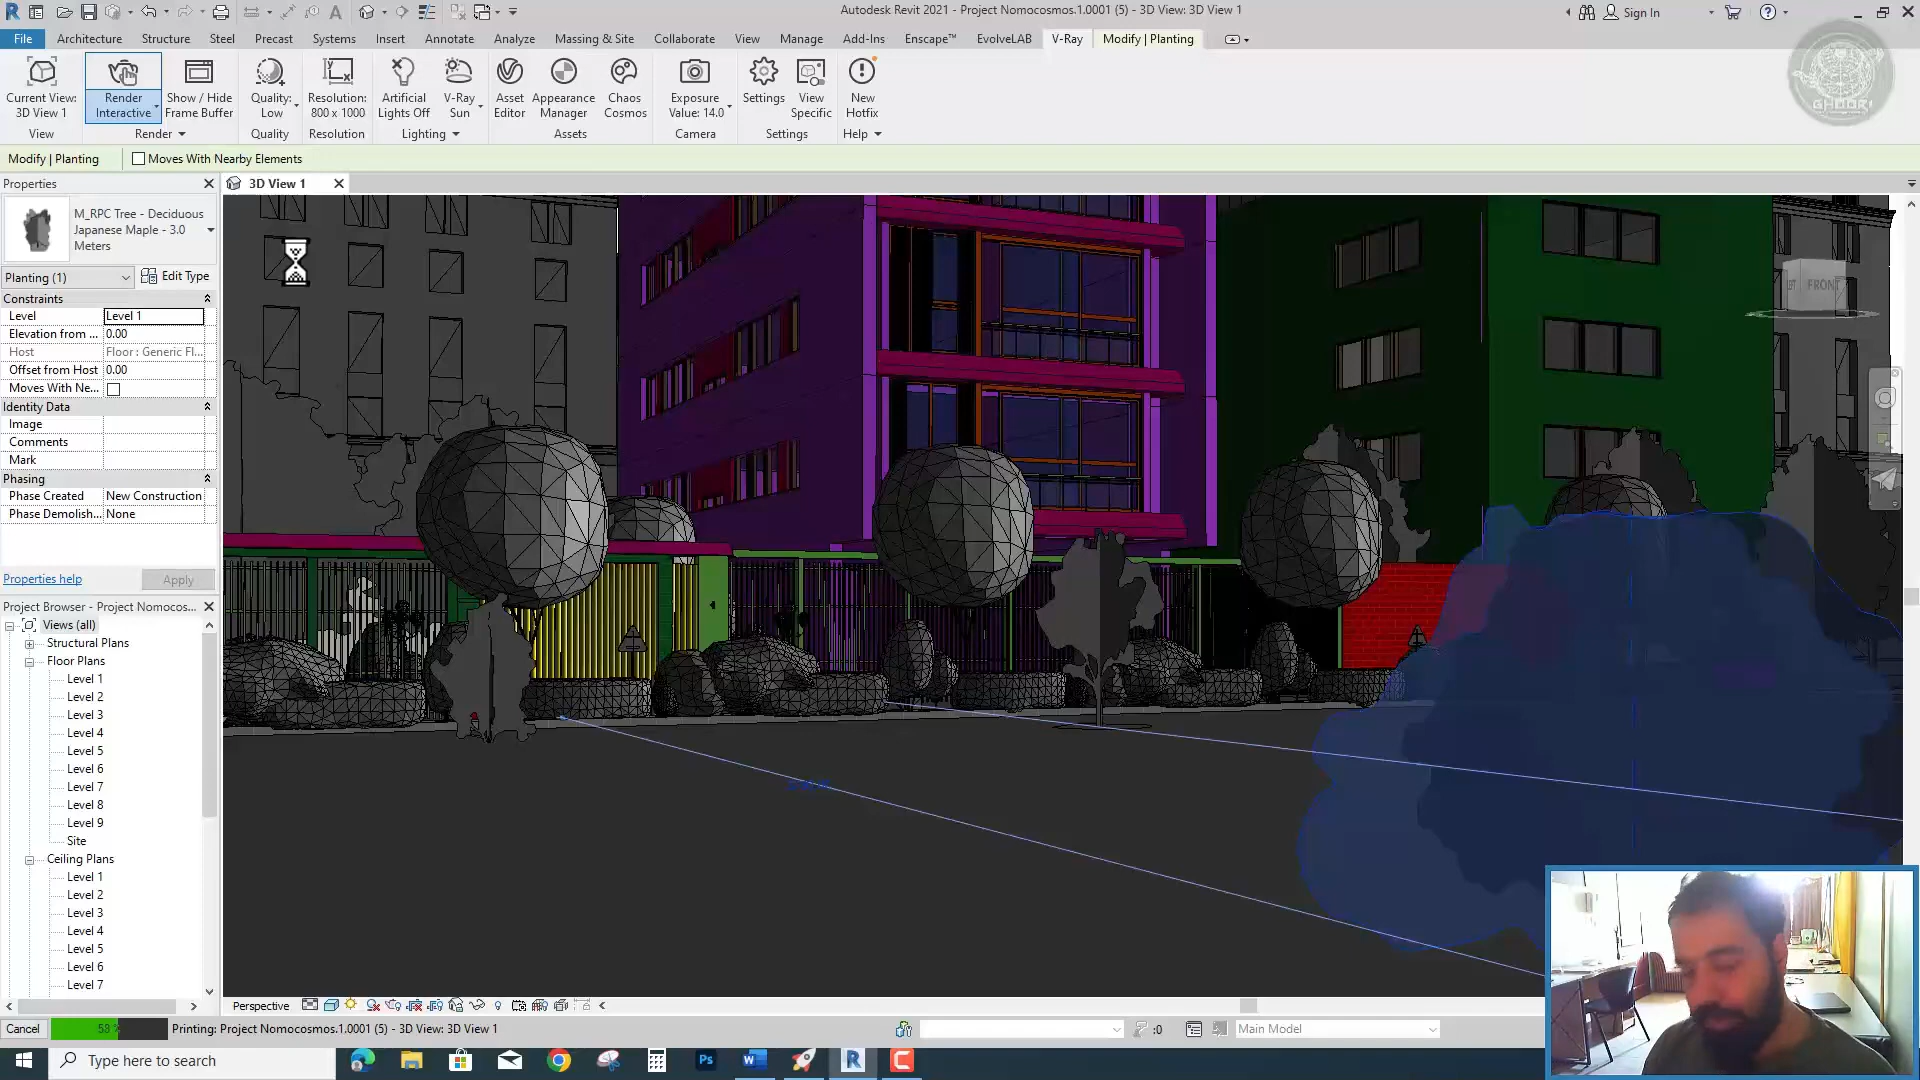 Autodesk Revit 2021 - Project Nomocosmos.1.0001 (5) - 3D View: 3D View 1
Sign In
File Architecture Structure Steel Precast Systems Insert Annotate Analyze Massing & Site Collaborate View Manage Add-Ins Enscape™ EvolveLAB V-Ray Modify | Planting
Current View:
3D View 1
Render
Interactive
Show / Hide
Frame Buffer
Quality:
Low
Resolution:
800 x 1000
Artificial
Lights Off
V-Ray
Sun
Asset
Editor
Appearance
Manager
Chaos
Cosmos
Exposure
Value: 14.0
Settings
View
Specific
New
Hotfix
GHOORI
View Render Quality Resolution Lighting Assets Camera Settings Help
Modify | Planting
Moves With Nearby Elements
Properties
3D View 1
M_RPC Tree - Deciduous
Japanese Maple - 3.0
Meters
Planting (1)
Edit Type
Constraints
Level Level 1
Elevation from ... 0.00
Host Floor : Generic Fl...
Offset from Host 0.00
Moves With Ne...
Identity Data
Image
Comments
Mark
Phasing
Phase Created New Construction
Phase Demolish... None
Properties help
Apply
FRONT
Project Browser - Project Nomocos...
Views (all)
Structural Plans
Floor Plans
Level 1
Level 2
Level 3
Level 4
Level 5
Level 6
Level 7
Level 8
Level 9
Site
Ceiling Plans
Level 1
Level 2
Level 3
Level 4
Level 5
Level 6
Level 7
Perspective
Cancel
53 %
Printing: Project Nomocosmos.1.0001 (5) - 3D View: 3D View 1
:0
Main Model
Type here to search